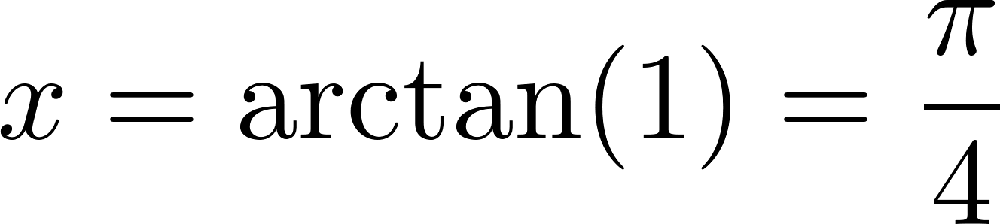 x = arctan(1) = π/4